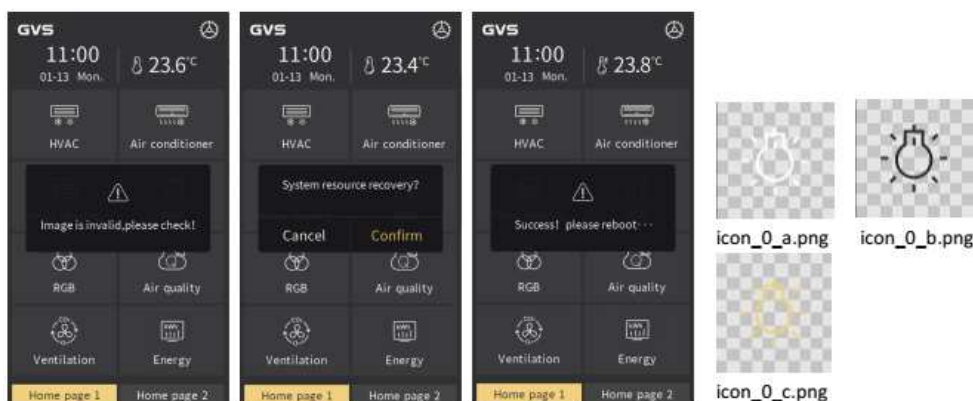 GVS
11:00
01-13 Mon.
23.6°C
HVAC
Air conditioner
Image is invalid,please check!
RGB
Air quality
Ventilation
Energy
Home page 1
Home page 2
GVS
11:00
01-13 Mon.
23.4°C
HVAC
Air conditioner
System resource recovery?
Cancel
Confirm
RGB
Air quality
Ventilation
Energy
Home page 1
Home page 2
GVS
11:00
01-13 Mon.
23.8°C
HVAC
Air conditioner
Success! please reboot···
RGB
Air quality
Ventilation
Energy
Home page 1
Home page 2
icon_0_a.png
icon_0_b.png
icon_0_c.png